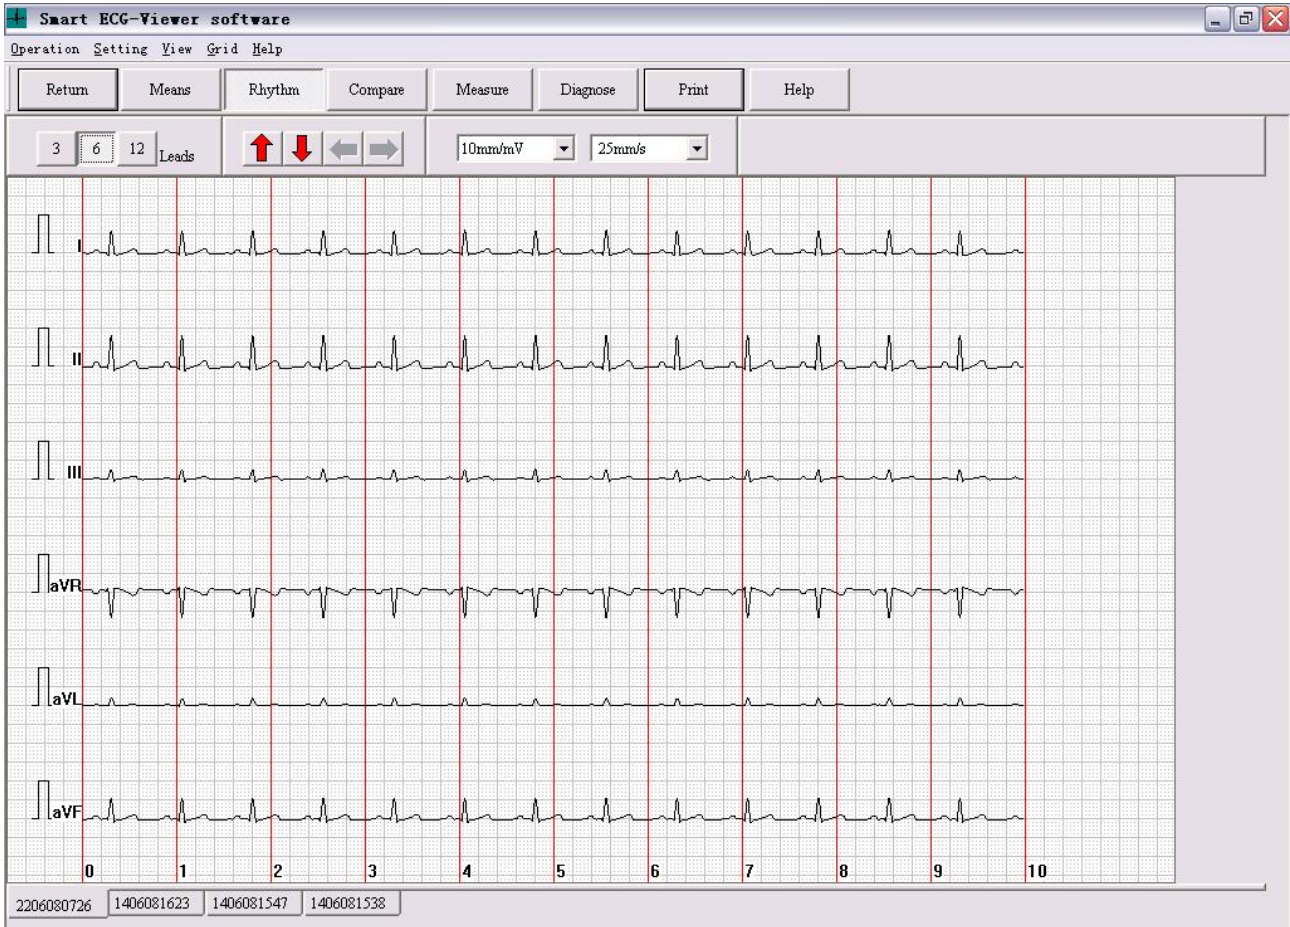 Smart ECG-Viewer software
Operation Setting View Grid Help
Return Means Rhythm Compare Measure Diagnose Print Help
3 6 12 Leads 10mm/mV 25mm/s
I
II
III
aVR
aVL
aVF
0 1 2 3 4 5 6 7 8 9 10
2206080726 1406081623 1406081547 1406081538